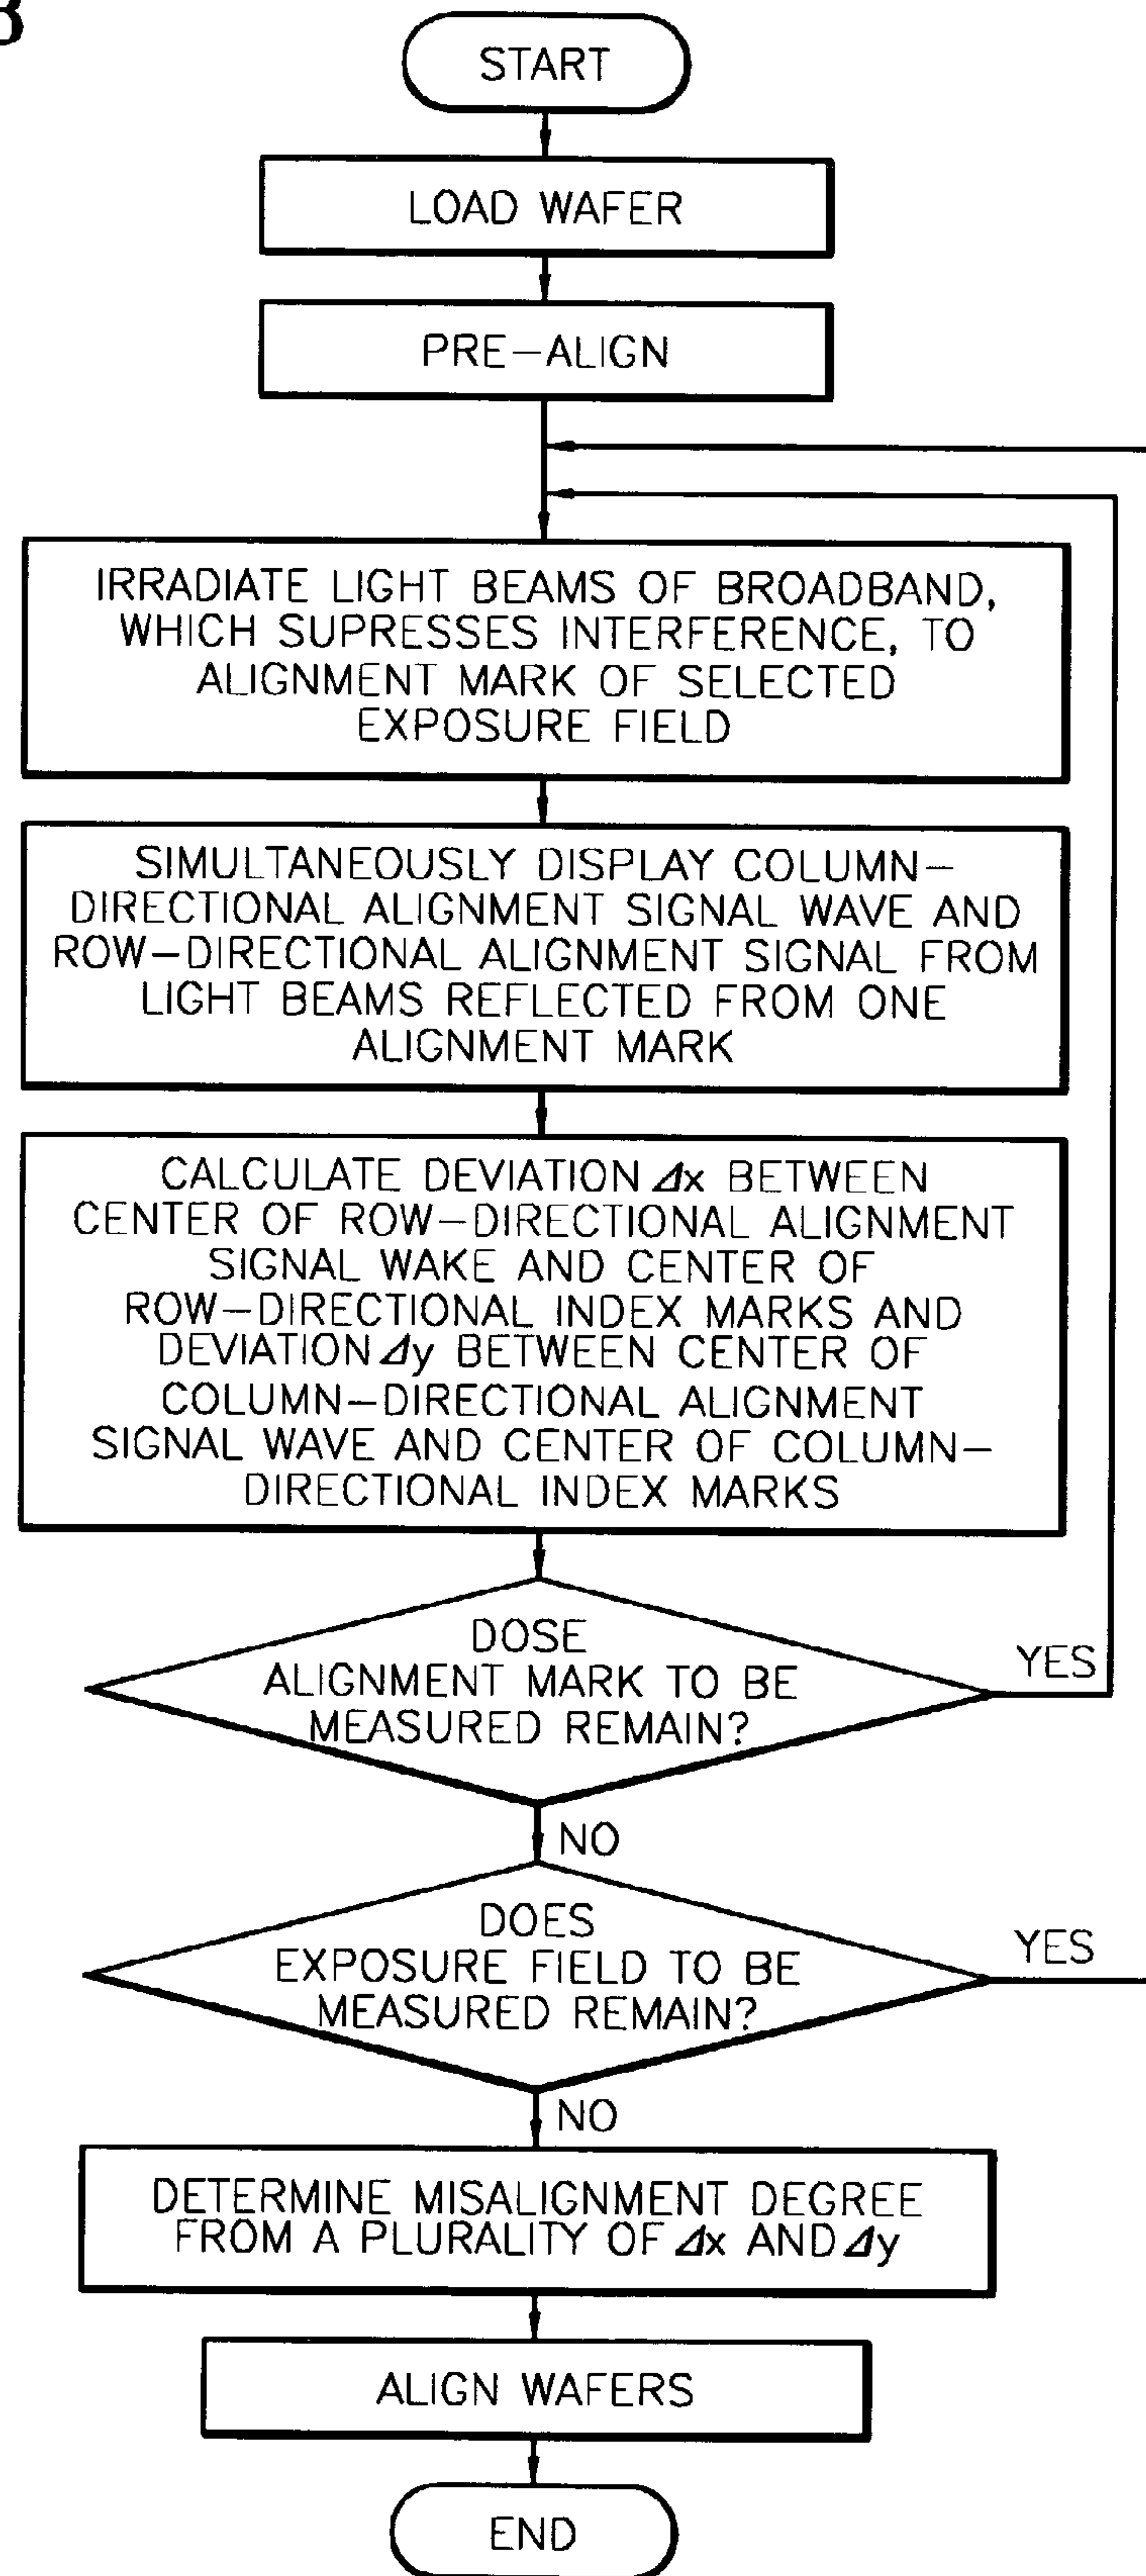 START
LOAD WAFER
PRE-ALIGN
IRRADIATE LIGHT BEAMS OF BROADBAND,
WHICH SUPRESSES INTERFERENCE, TO
ALIGNMENT MARK OF SELECTED
EXPOSURE FIELD
SIMULTANEOUSLY DISPLAY COLUMN-
DIRECTIONAL ALIGNMENT SIGNAL WAVE AND
ROW-DIRECTIONAL ALIGNMENT SIGNAL FROM
LIGHT BEAMS REFLECTED FROM ONE
ALIGNMENT MARK
CALCULATE DEVIATION Δx BETWEEN
CENTER OF ROW-DIRECTIONAL ALIGNMENT
SIGNAL WAKE AND CENTER OF
ROW-DIRECTIONAL INDEX MARKS AND
DEVIATION Δy BETWEEN CENTER OF
COLUMN-DIRECTIONAL ALIGNMENT
SIGNAL WAVE AND CENTER OF COLUMN-
DIRECTIONAL INDEX MARKS
DOSE
ALIGNMENT MARK TO BE
MEASURED REMAIN?
YES
NO
DOES
EXPOSURE FIELD TO BE
MEASURED REMAIN?
YES
NO
DETERMINE MISALIGNMENT DEGREE
FROM A PLURALITY OF Δx AND Δy
ALIGN WAFERS
END